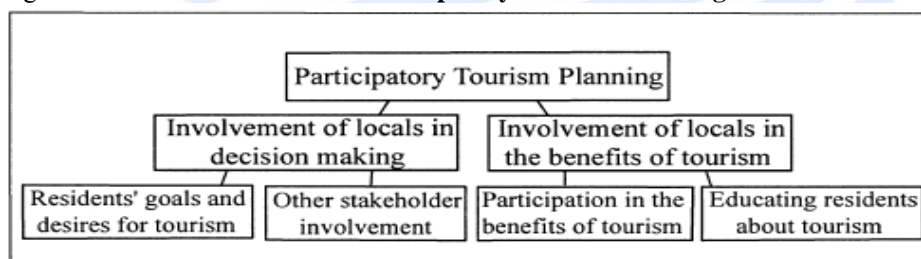 Participatory Tourism Planning
Involvement of locals in
decision making
Involvement of locals in
the benefits of tourism
Residents' goals and
desires for tourism
Other stakeholder
involvement
Participation in the
benefits of tourism
Educating residents
about tourism